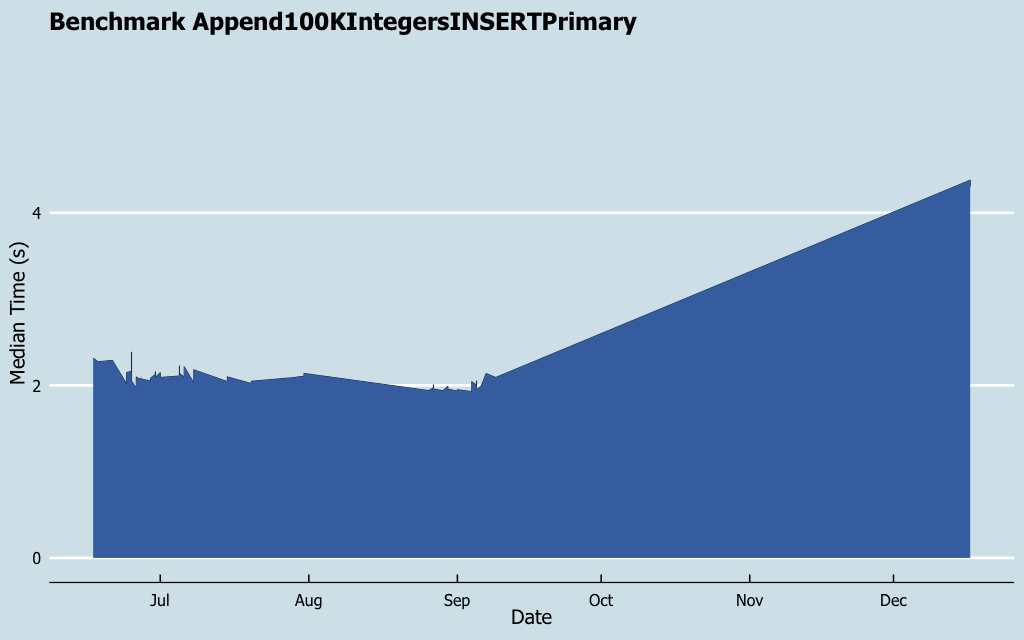 Benchmark Append100KIntegersINSERTPrimary
Median Time (s)
4
2
0
Jul Aug Sep Oct Nov Dec
Date